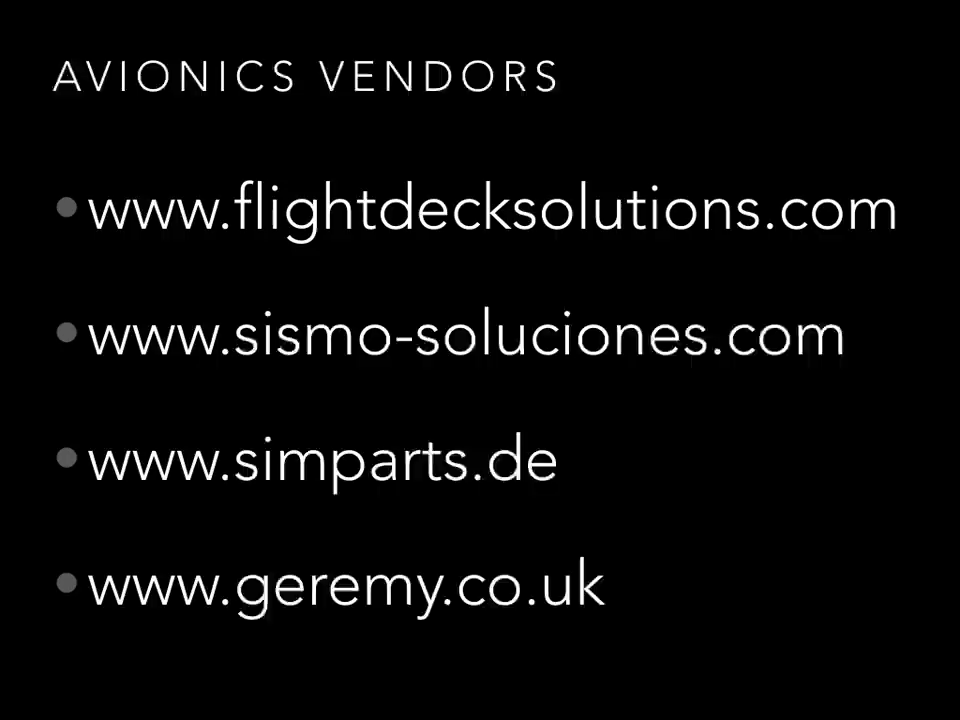 AVIONICS VENDORS
•www.flightdecksolutions.com
•www.sismo-soluciones.com
•www.simparts.de
•www.geremy.co.uk